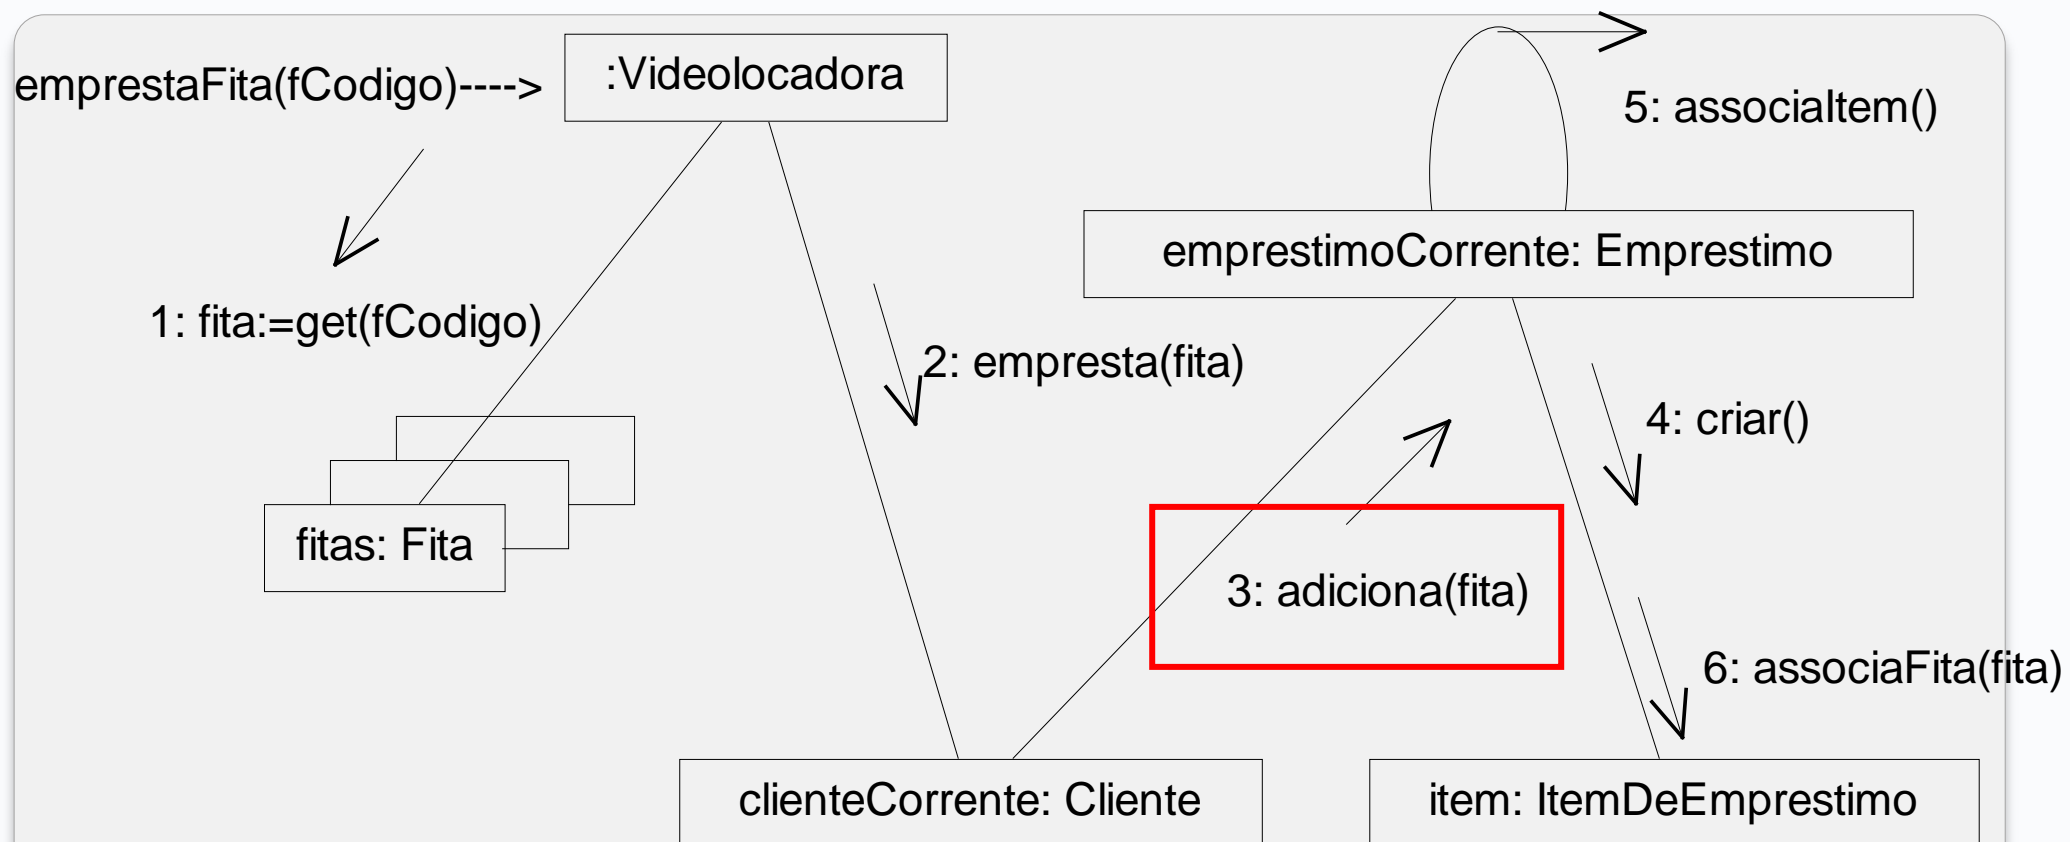 emprestaFita(fCodigo)---->
:Videolocadora
5: associaItem()
emprestimoCorrente: Emprestimo
1: fita:=get(fCodigo)
2: empresta(fita)
4: criar()
fitas: Fita
3: adiciona(fita)
6: associaFita(fita)
clienteCorrente: Cliente
item: ItemDeEmprestimo